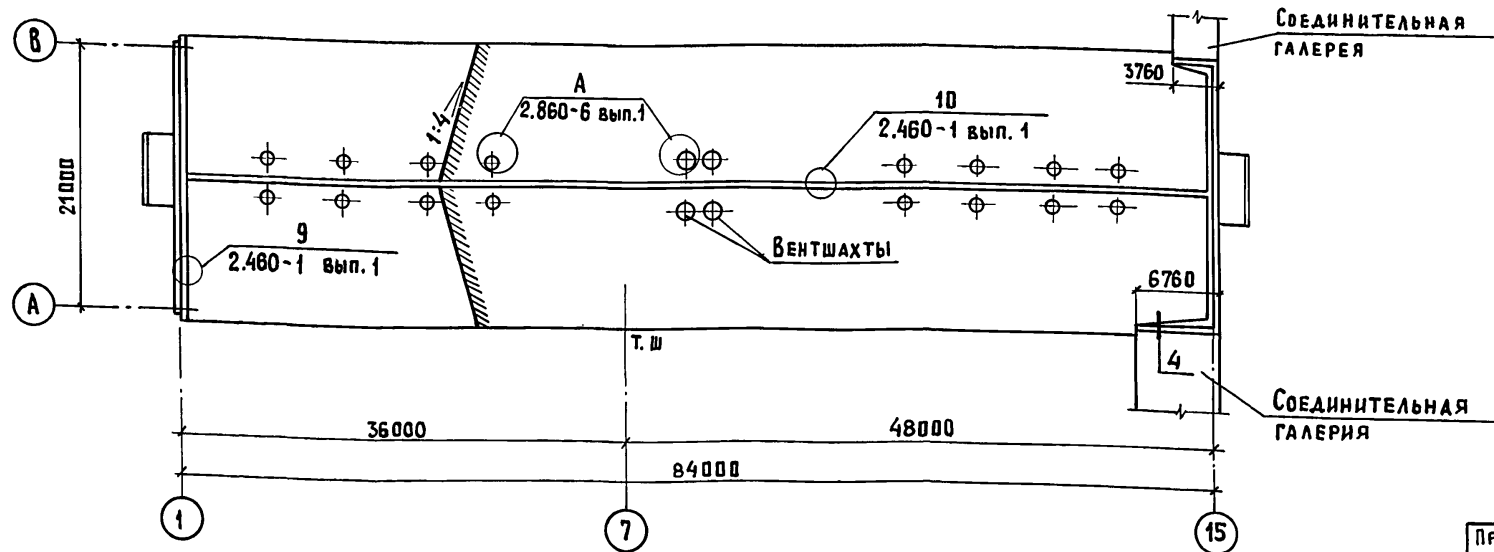 В
Соединительная
галерея
3760
А
2.860-6 вып.1
10
2.460-1 вып. 1
1:4
21000
9
2.460-1 вып. 1
Вентшахты
6760
А
Т. Ш
4
Соединительная
галерия
36000
48000
84000
1
7
15